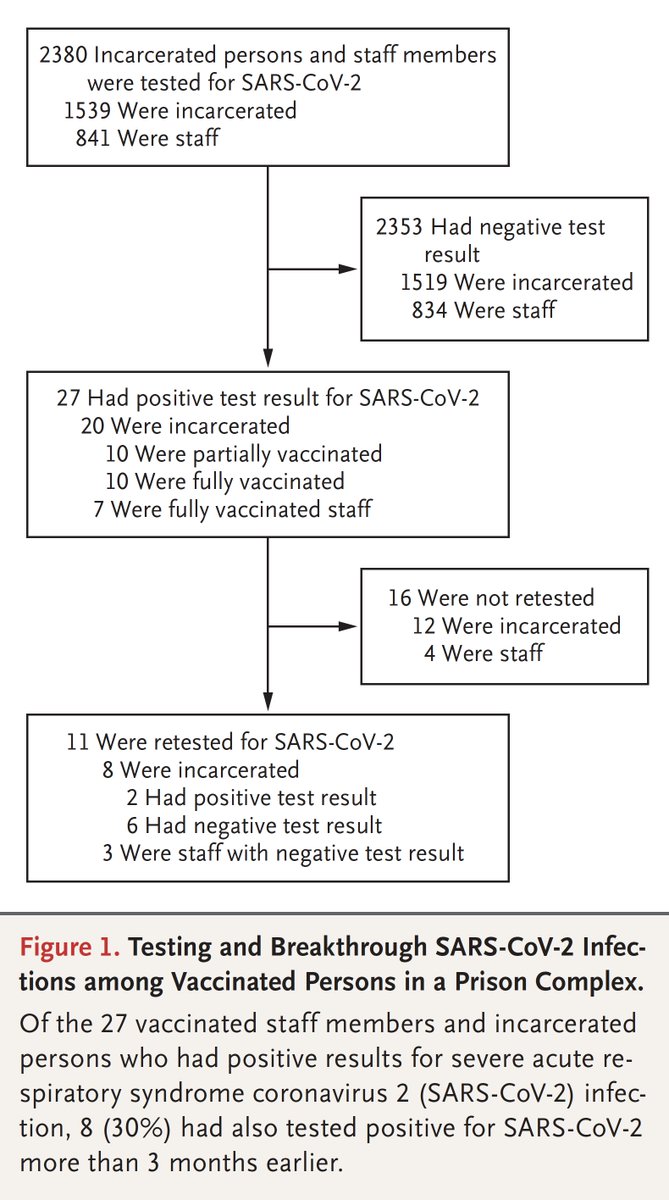 2380 Incarcerated persons and staff members
were tested for SARS-CoV-2
1539 Were incarcerated
841 Were staff
2353 Had negative test
result
1519 Were incarcerated
834 Were staff
27 Had positive test result for SARS-CoV-2
20 Were incarcerated
10 Were partially vaccinated
10 Were fully vaccinated
7 Were fully vaccinated staff
16 Were not retested
12 Were incarcerated
4 Were staff
11 Were retested for SARS-CoV-2
8 Were incarcerated
2 Had positive test result
6 Had negative test result
3 Were staff with negative test result
Figure 1. Testing and Breakthrough SARS-CoV-2 Infec-
tions among Vaccinated Persons in a Prison Complex.
Of the 27 vaccinated staff members and incarcerated
persons who had positive results for severe acute re-
spiratory syndrome coronavirus 2 (SARS-CoV-2) infec-
tion, 8 (30%) had also tested positive for SARS-CoV-2
more than 3 months earlier.